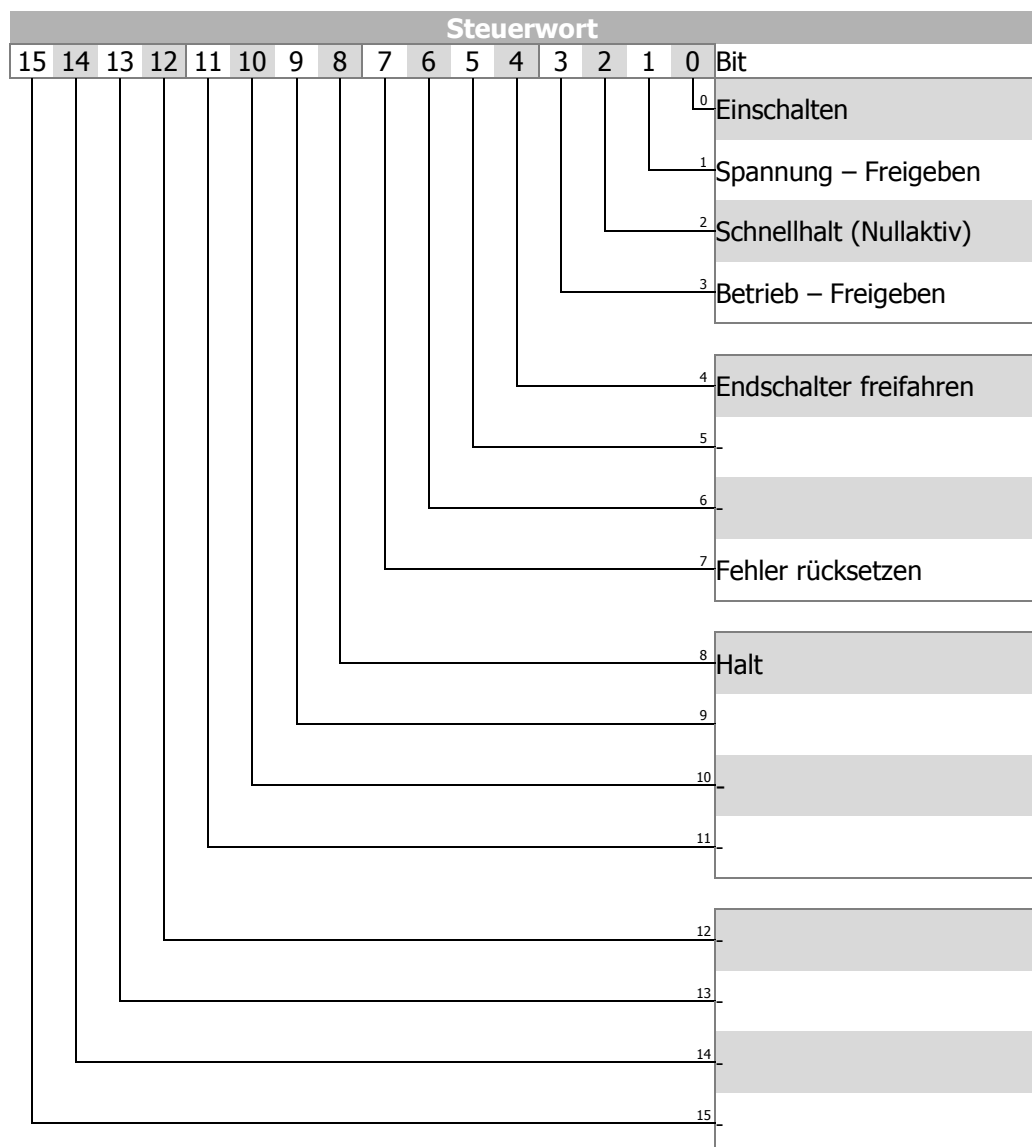 Steuerwort
15 14 13 12 11 10 9 8 7 6 5 4 3 2 1 0 Bit
0 Einschalten
1 Spannung – Freigeben
2 Schnellhalt (Nullaktiv)
3 Betrieb – Freigeben
4 Endschalter freifahren
5 -
6 -
7 Fehler rücksetzen
8 Halt
9
10 -
11 -
12 -
13 -
14 -
15 -